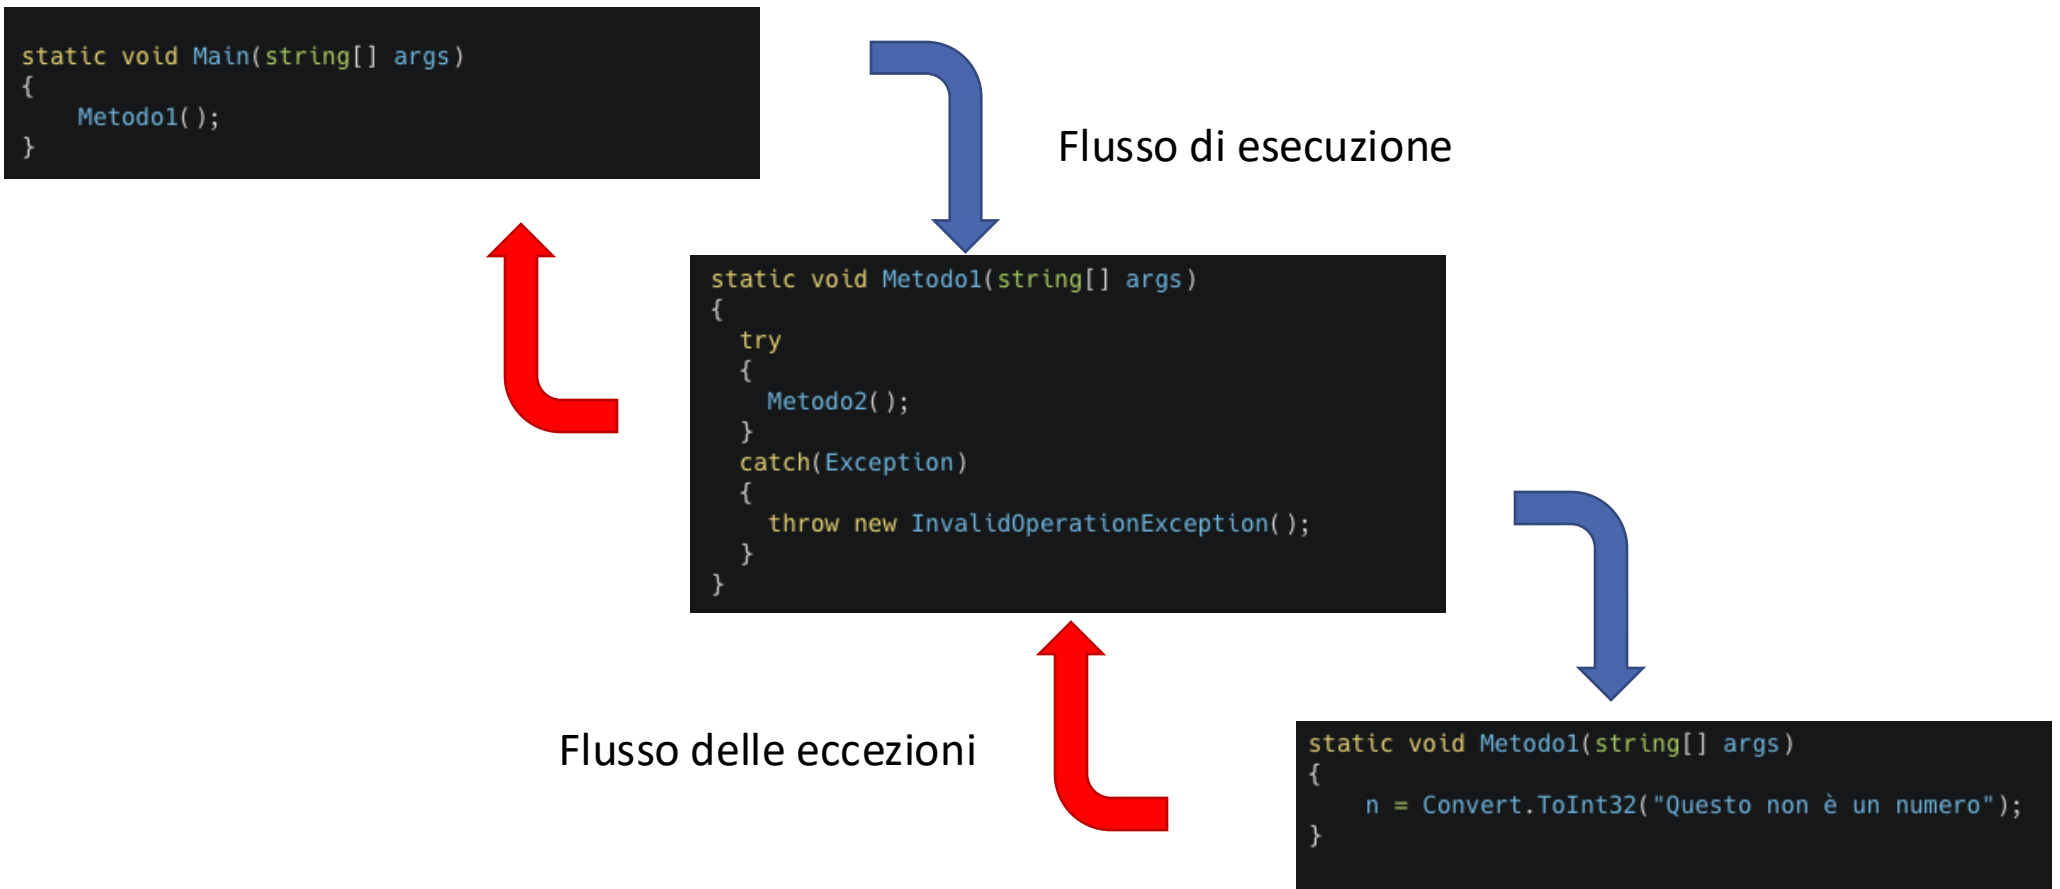 static void Main(string[] args)
{
    Metodo1();
}
Flusso di esecuzione
static void Metodo1(string[] args)
{
  try
  {
    Metodo2();
  }
  catch(Exception)
  {
    throw new InvalidOperationException();
  }
}
Flusso delle eccezioni
static void Metodo1(string[] args)
{
    n = Convert.ToInt32("Questo non è un numero");
}